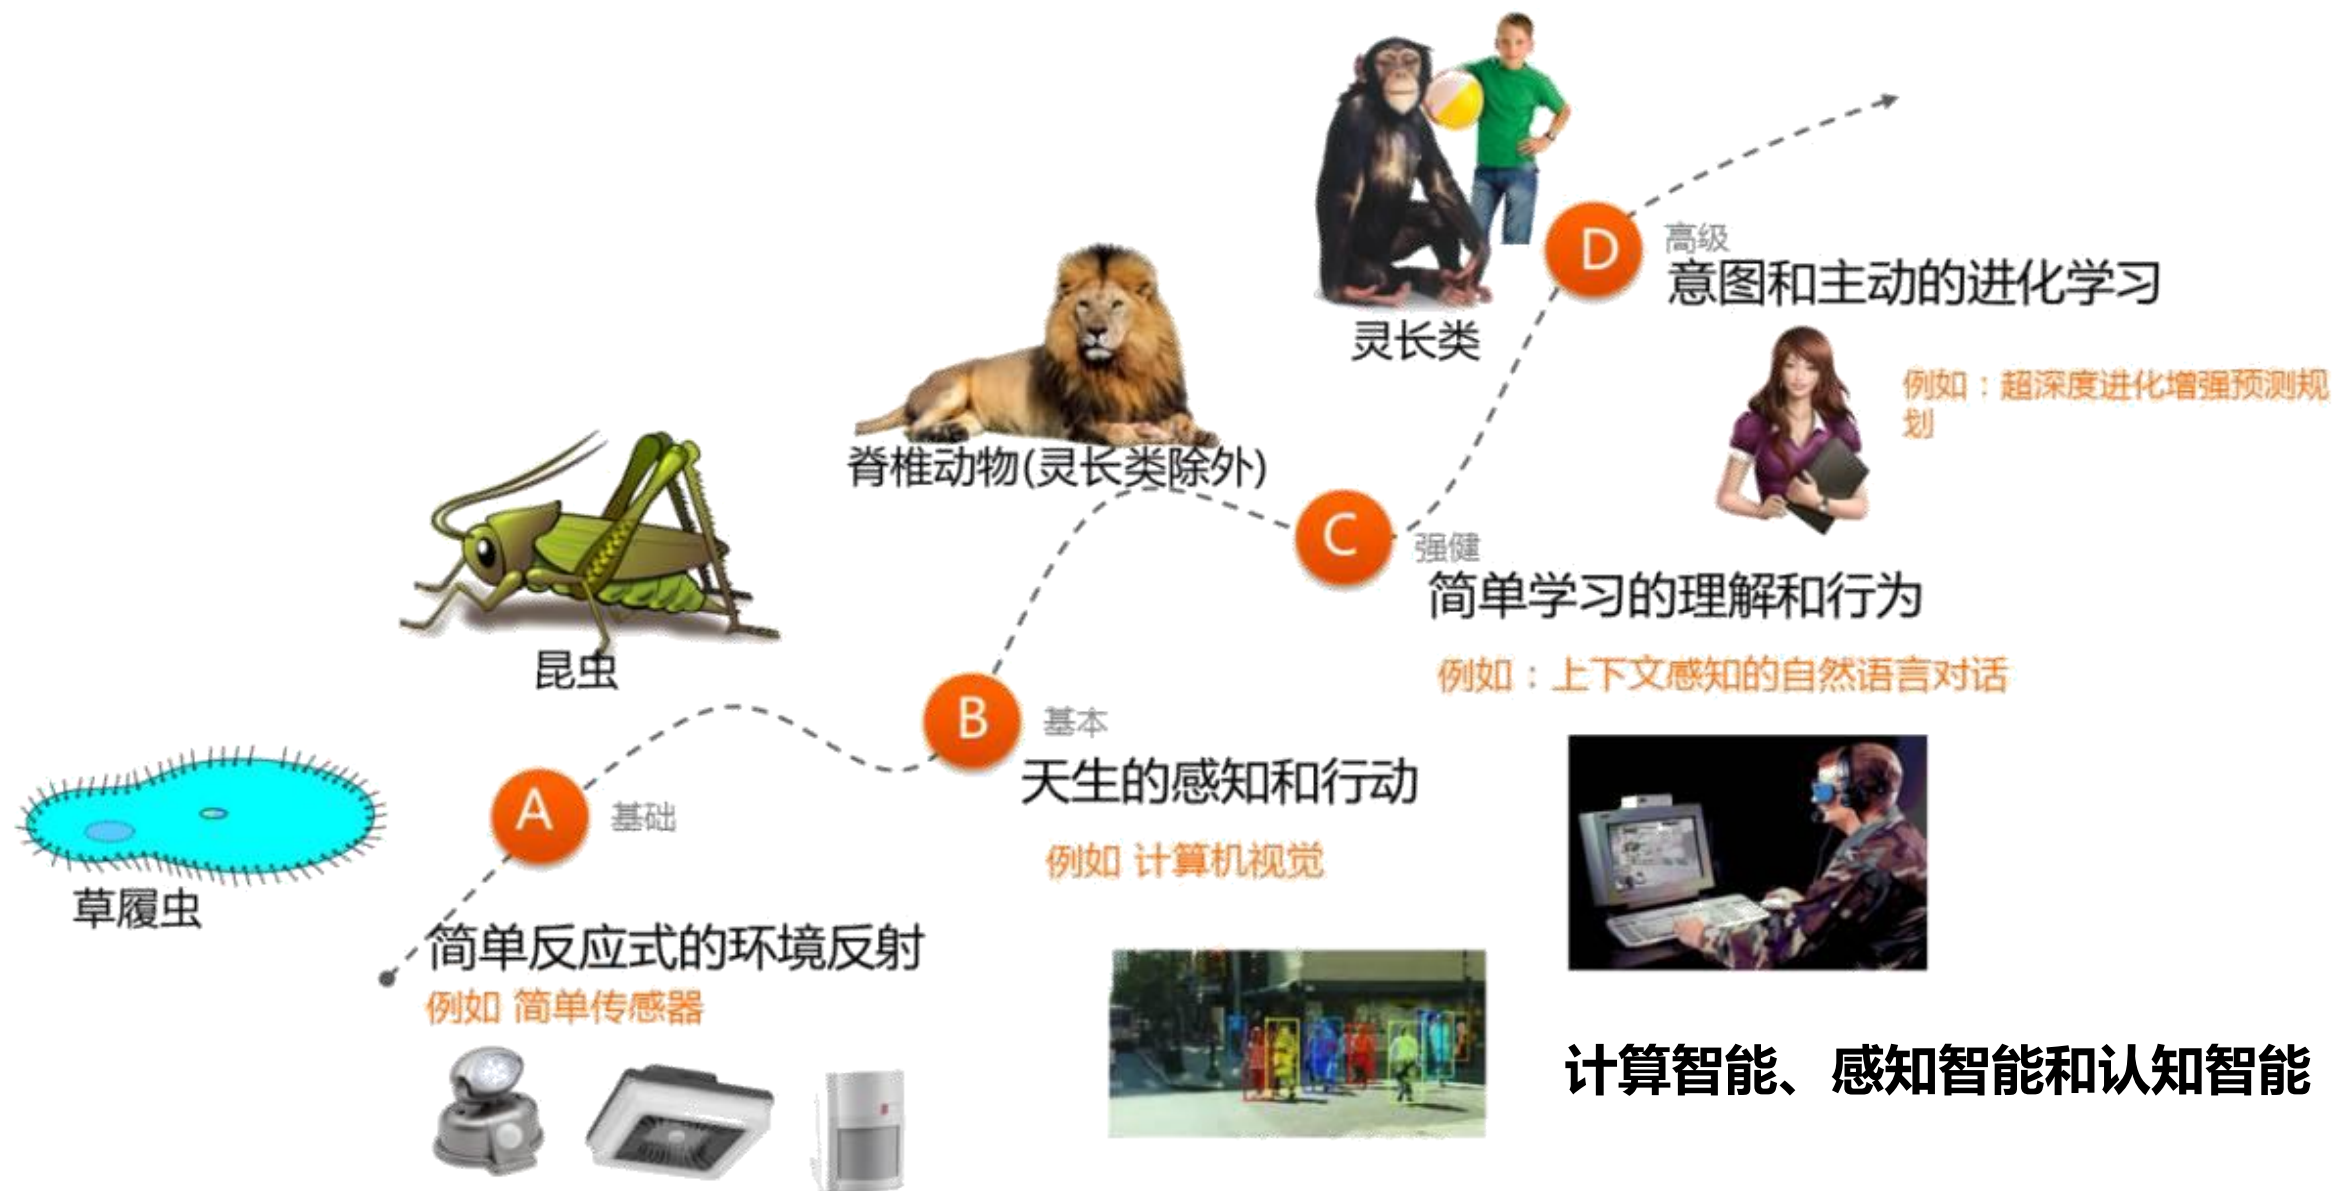 草履虫
A
基础
简单反应式的环境反射
例如 简单传感器
昆虫
B
基本
天生的感知和行动
例如 计算机视觉
脊椎动物(灵长类除外)
C
强健
简单学习的理解和行为
例如：上下文感知的自然语言对话
灵长类
D
高级
意图和主动的进化学习
例如：超深度进化增强预测规
划
计算智能、感知智能和认知智能